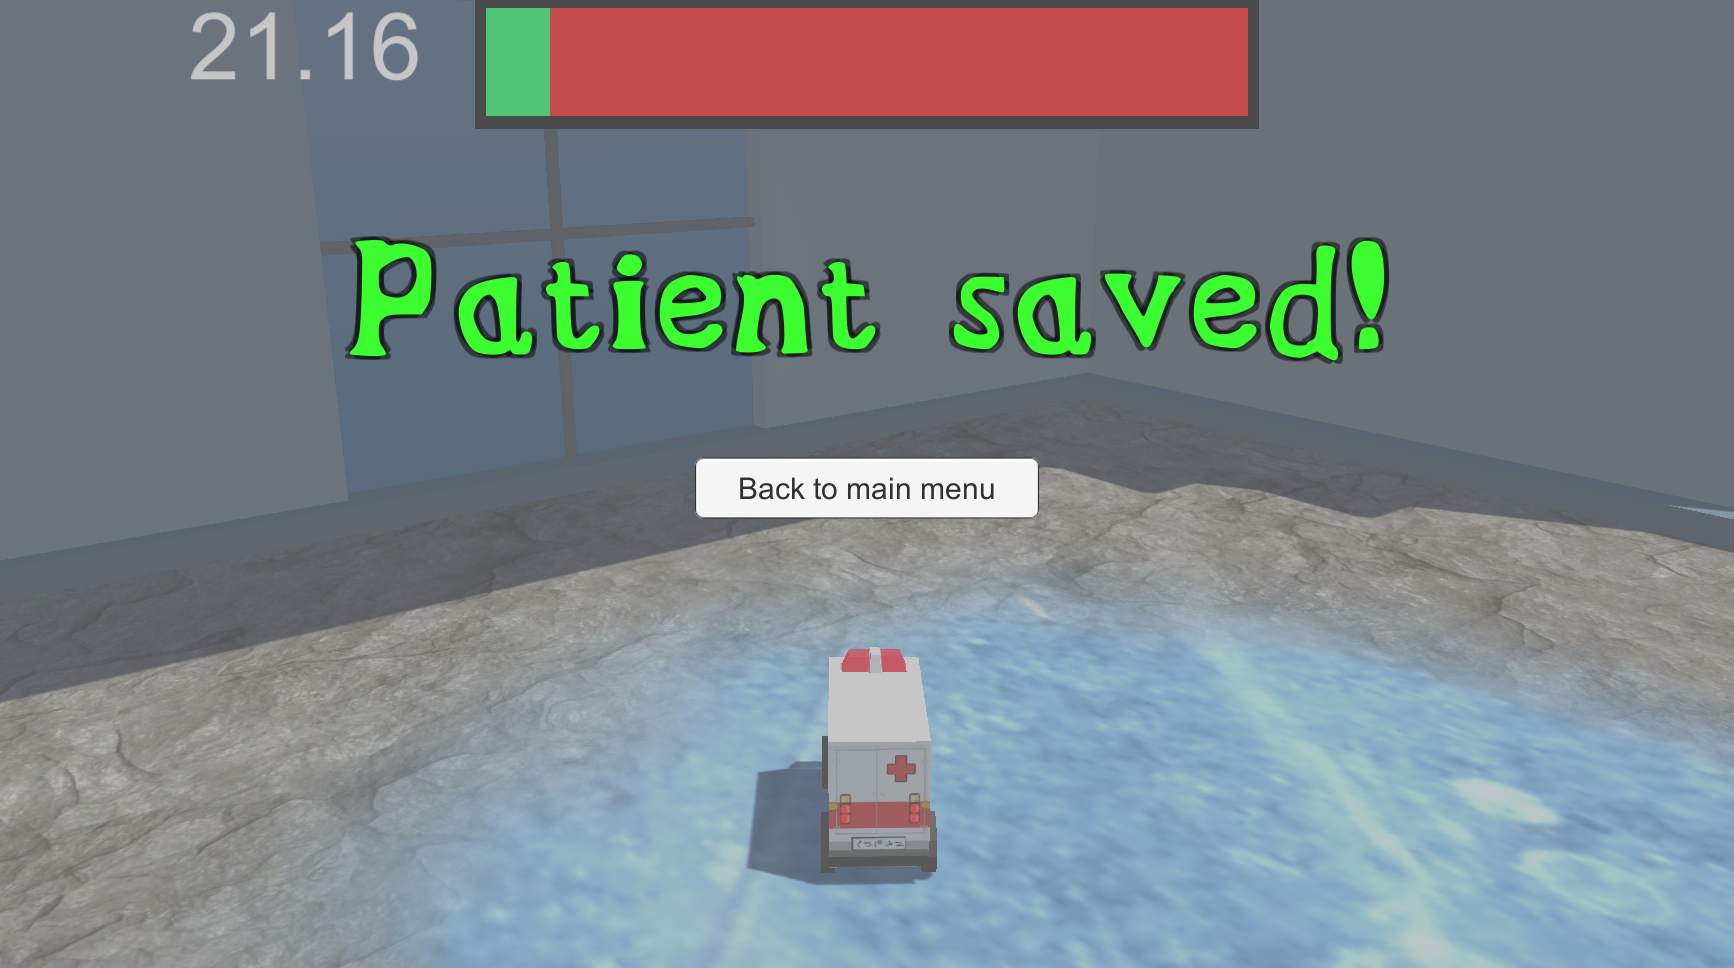 21.16
Patient saved!
Back to main menu